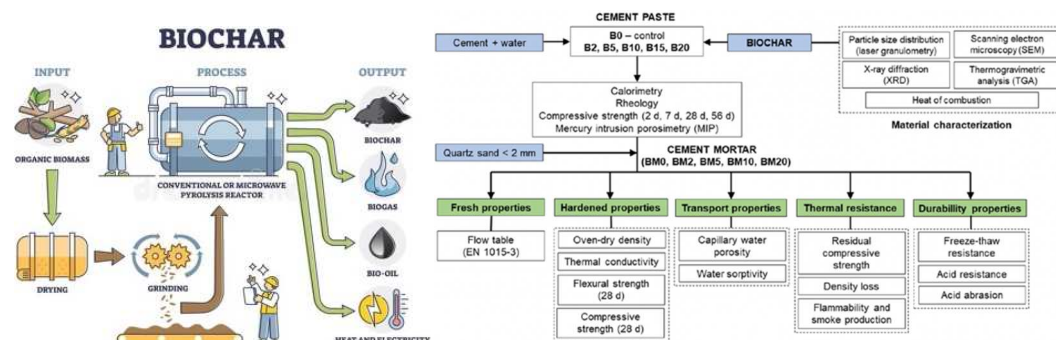 BIOCHAR
INPUT
PROCESS
OUTPUT
ORGANIC BIOMASS
CONVENTIONAL OR MICROWAVE
PYROLYSIS REACTOR
DRYING
GRINDING
BIOCHAR
BIOGAS
BIO-OIL
HEAT AND ELECTRICITY
CEMENT PASTE
B0 – control
B2, B5, B10, B15, B20
Cement + water
BIOCHAR
Particle size distribution
(laser granulometry)
Scanning electron
microscopy (SEM)
X-ray diffraction
(XRD)
Thermogravimetric
analysis (TGA)
Heat of combustion
Material characterization
Calorimetry
Rheology
Compressive strength (2 d, 7 d, 28 d, 56 d)
Mercury intrusion porosimetry (MIP)
Quartz sand < 2 mm
CEMENT MORTAR
(BM0, BM2, BM5, BM10, BM20)
Fresh properties
Flow table
(EN 1015-3)
Hardened properties
Oven-dry density
Thermal conductivity
Flexural strength
(28 d)
Compressive
strength (28 d)
Transport properties
Capillary water
porosity
Water sorptivity
Thermal resistance
Residual
compressive
strength
Density loss
Flammability and
smoke production
Durabillity properties
Freeze-thaw
resistance
Acid resistance
Acid abrasion